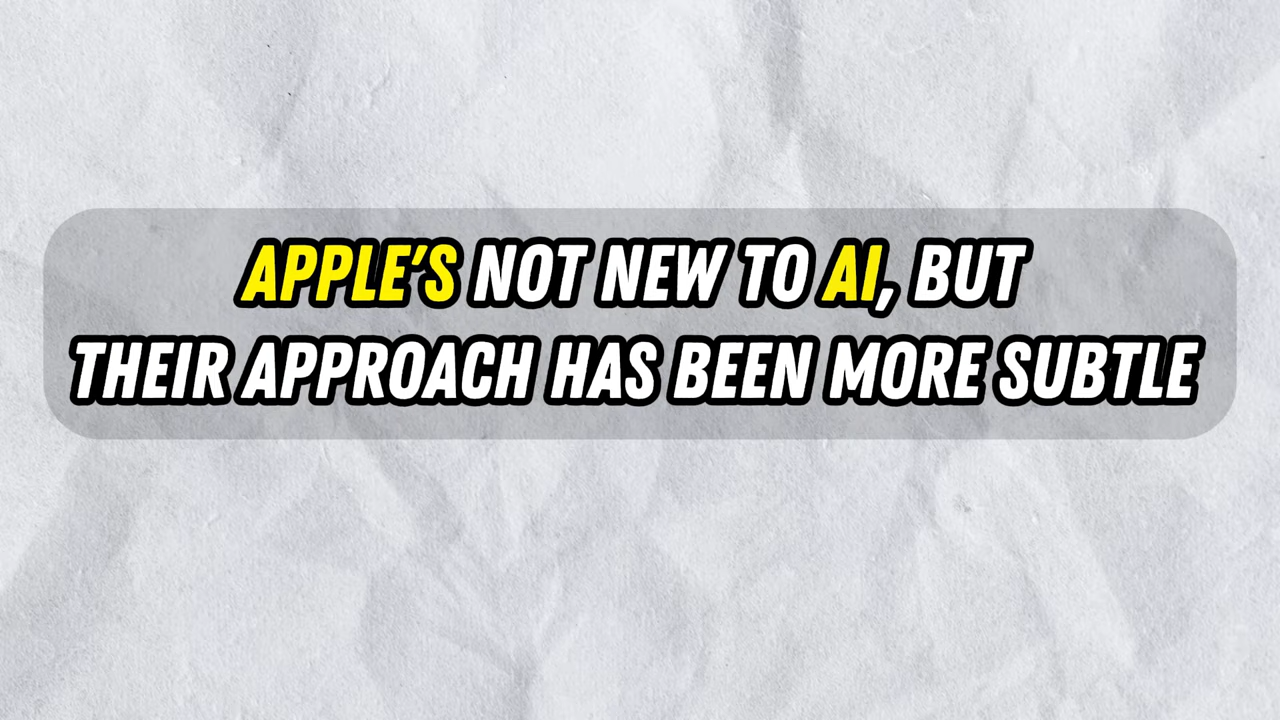 APPLE'S NOT NEW TO AI, BUT
THEIR APPROACH HAS BEEN MORE SUBTLE